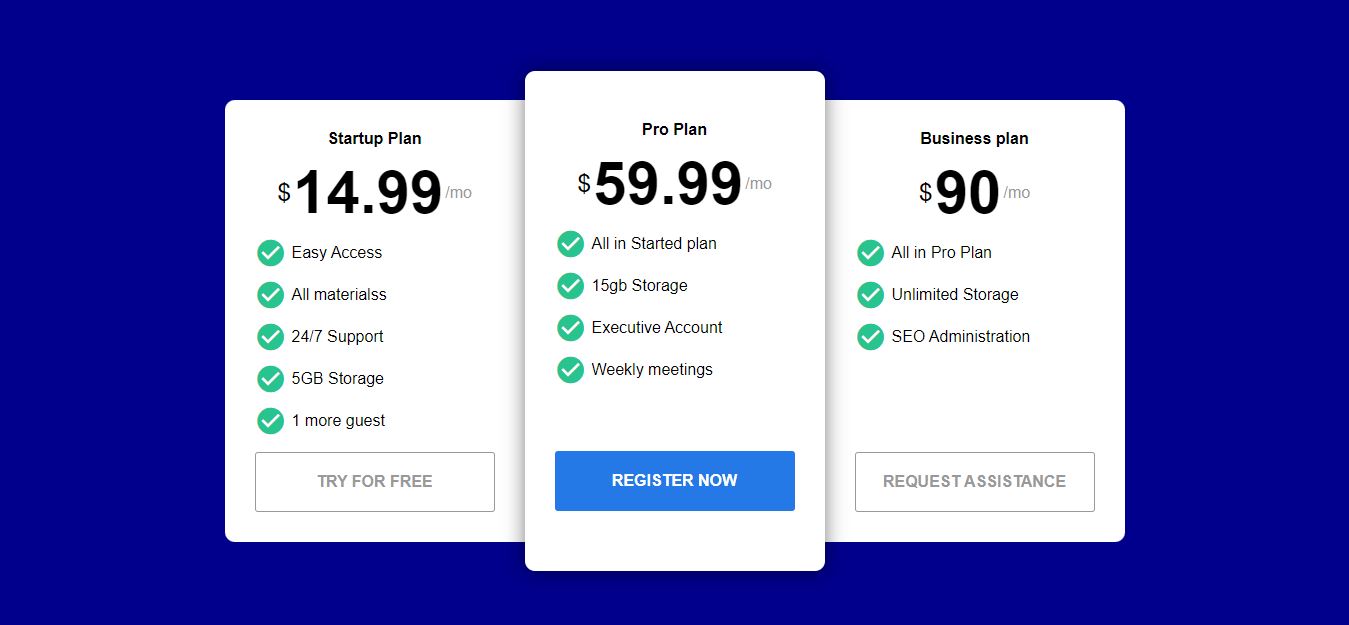 Startup Plan
$14.99/mo
Easy Access
All materialss
24/7 Support
5GB Storage
1 more guest
TRY FOR FREE
Pro Plan
$59.99/mo
All in Started plan
15gb Storage
Executive Account
Weekly meetings
REGISTER NOW
Business plan
$90/mo
All in Pro Plan
Unlimited Storage
SEO Administration
REQUEST ASSISTANCE